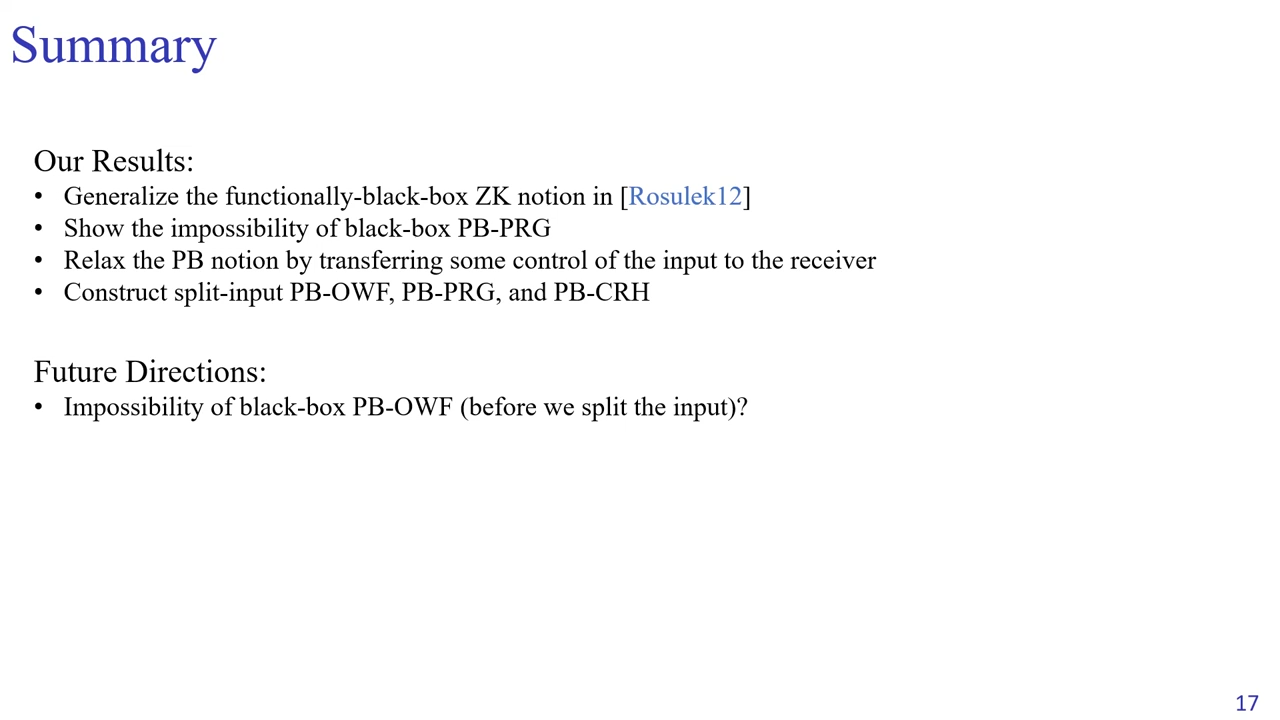 Summary
Our Results:
• Generalize the functionally-black-box ZK notion in [Rosulek12]
• Show the impossibility of black-box PB-PRG
• Relax the PB notion by transferring some control of the input to the receiver
• Construct split-input PB-OWF, PB-PRG, and PB-CRH
Future Directions:
• Impossibility of black-box PB-OWF (before we split the input)?
17